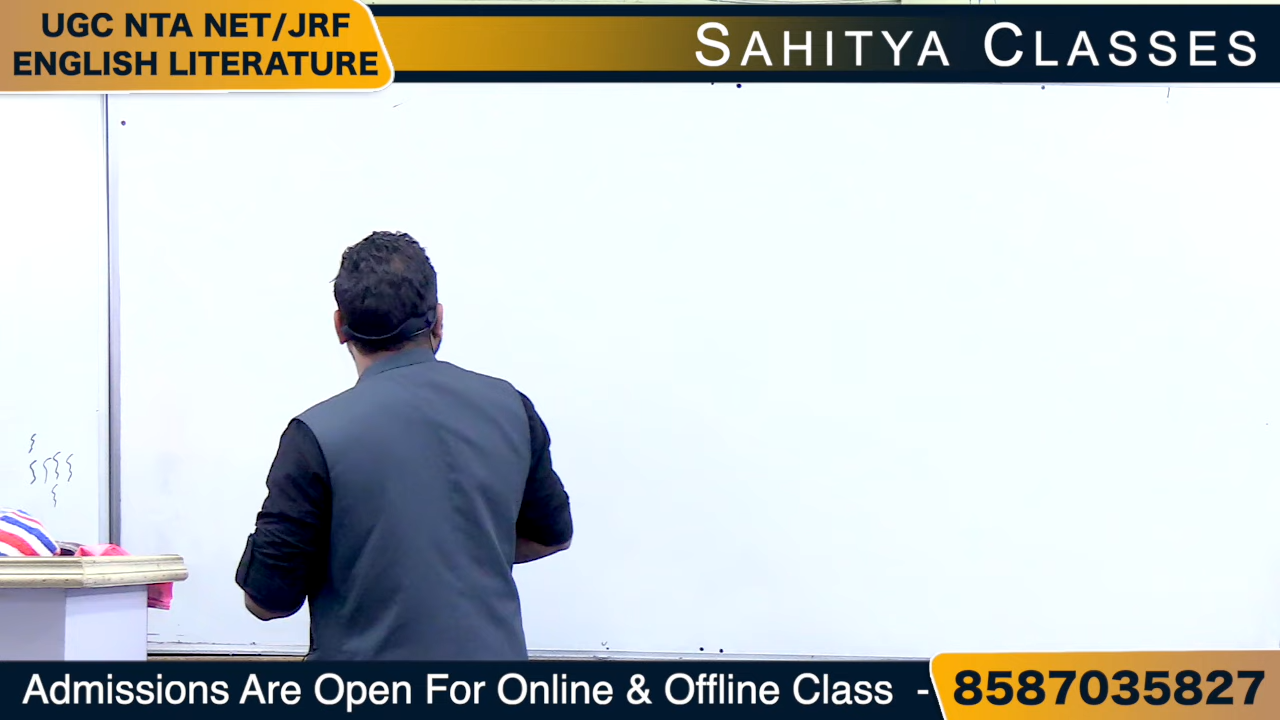 UGC NTA NET/JRF
ENGLISH LITERATURE
SAHITYA CLASSES
Admissions Are Open For Online & Offline Class - 8587035827